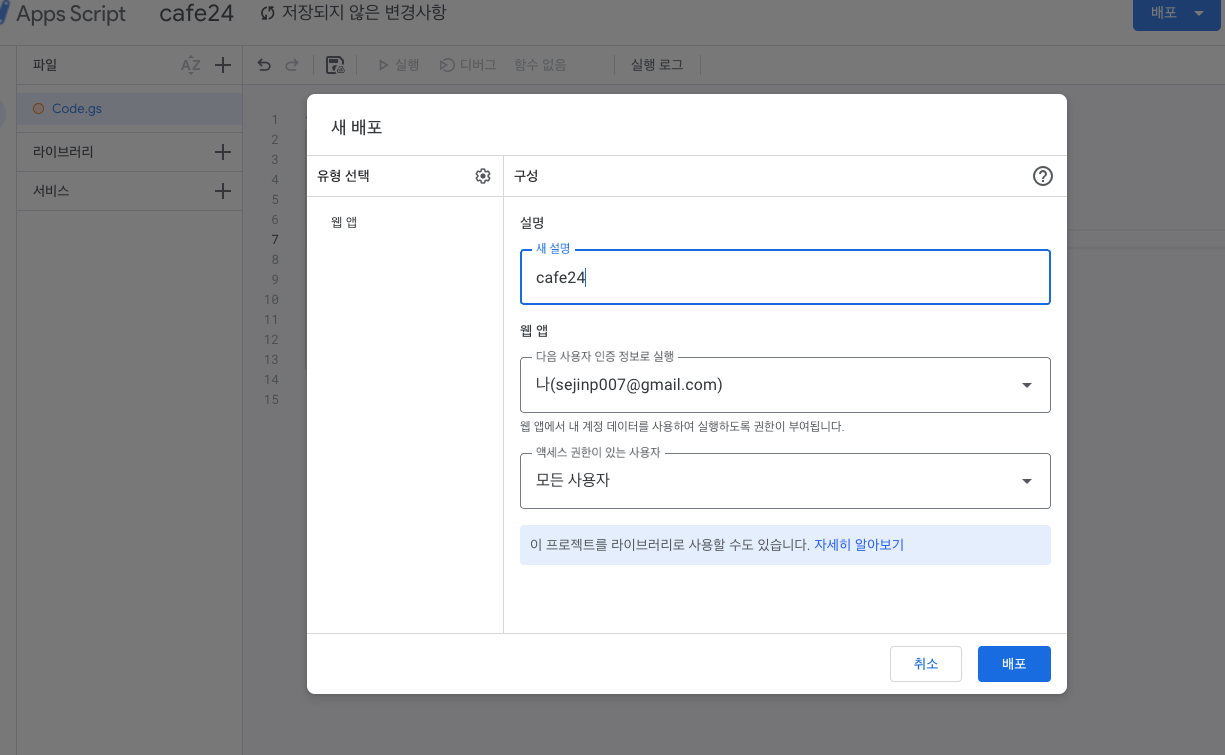 Apps Script cafe24 저장되지 않은 변경사항 배포
파일 AZ 실행 디버그 함수 없음 실행 로그
Code.gs
라이브러리
서비스
1
2
3
4
5
6
7
8
9
10
11
12
13
14
15
새 배포
유형 선택 구성
웹 앱
설명
새 설명
cafe24
웹 앱
다음 사용자 인증 정보로 실행
나(sejinp007@gmail.com)
웹 앱에서 내 계정 데이터를 사용하여 실행하도록 권한이 부여됩니다.
액세스 권한이 있는 사용자
모든 사용자
이 프로젝트를 라이브러리로 사용할 수도 있습니다. 자세히 알아보기
취소 배포